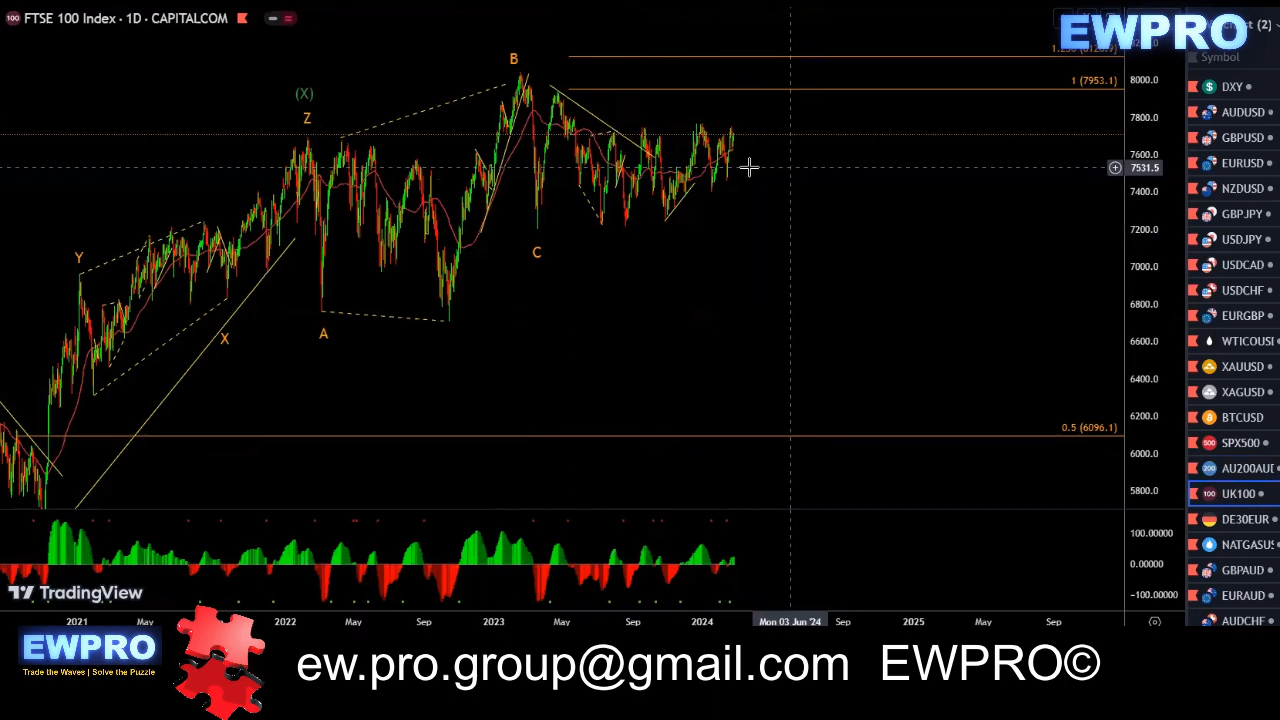 100 FTSE 100 Index · 1D · CAPITALCOM
EWPRO
(2)
Symbol
8000.0
7800.0
7600.0
7531.5
7400.0
7200.0
7000.0
6800.0
6600.0
6400.0
6200.0
6000.0
5800.0
100.00000
0.00000
-100.00000
1 (7953.1)
0.5 (6096.1)
B
(X)
Z
Y
X
A
C
DXY
AUDUSD
GBPUSD
EURUSD
NZDUSD
GBPJPY
USDJPY
USDCAD
USDCHF
EURGBP
WTICOUSI
XAUUSD
XAGUSD
BTCUSD
500 SPX500
200 AU200AUD
100 UK100
DE30EUR
NATGASUS
GBPAUD
EURAUD
AUDCHF
TradingView
2021 May 2022 May Sep 2023 May Sep 2024 Mon 03 Jun '24 Sep 2025 May Sep
EWPRO
Trade the Waves | Solve the Puzzle
ew.pro.group@gmail.com EWPRO©